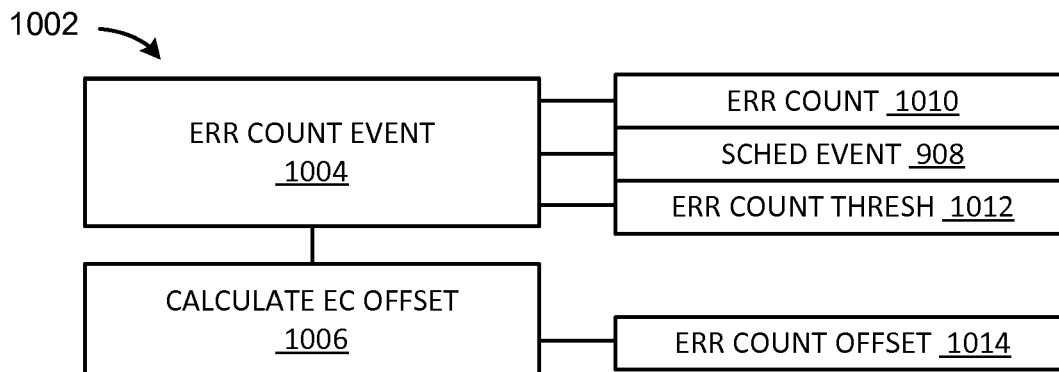 1002
ERR COUNT EVENT
1004
ERR COUNT 1010
SCHED EVENT 908
ERR COUNT THRESH 1012
CALCULATE EC OFFSET
1006
ERR COUNT OFFSET 1014